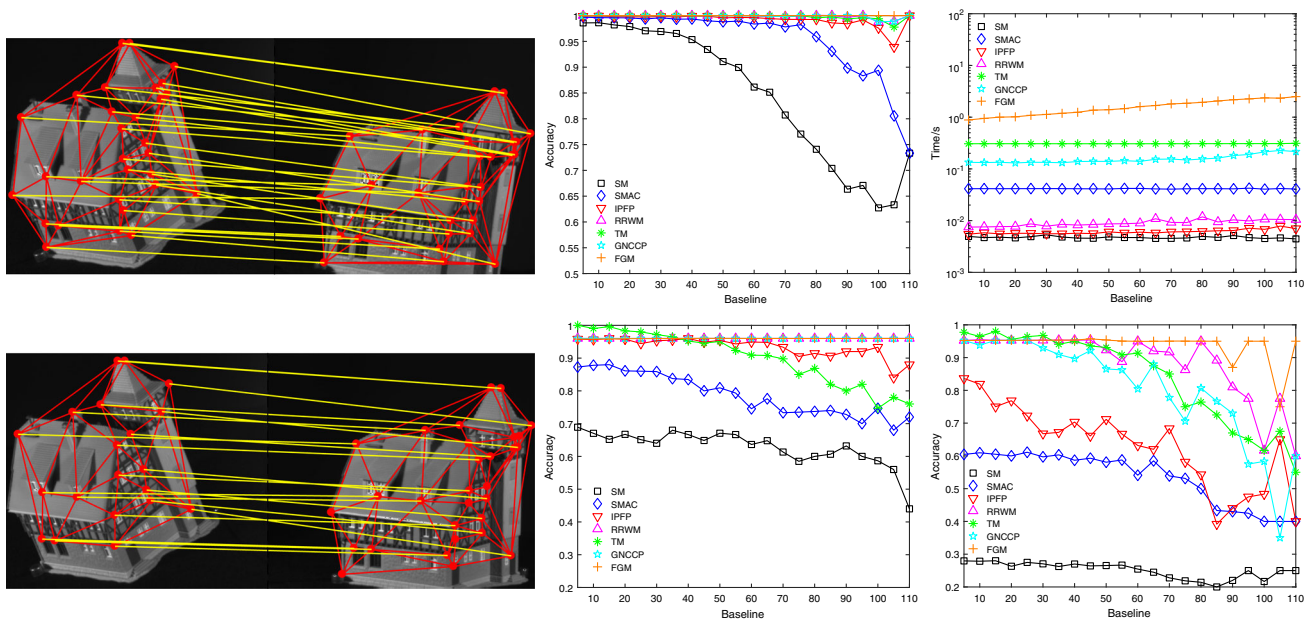 1
0.95
0.9
0.85
0.8
0.75
0.7
0.65
0.6
0.55
0.5
Accuracy
SM
SMAC
IPFP
RRWM
TM
GNCCP
FGM
10 20 30 40 50 60 70 80 90 100 110
Baseline
10²
10¹
10⁰
10⁻¹
10⁻²
10⁻³
Time/s
SM
SMAC
IPFP
RRWM
TM
GNCCP
FGM
10 20 30 40 50 60 70 80 90 100 110
Baseline
1
0.9
0.8
0.7
0.6
0.5
0.4
0.3
0.2
Accuracy
SM
SMAC
IPFP
RRWM
TM
GNCCP
FGM
10 20 30 40 50 60 70 80 90 100 110
Baseline
1
0.9
0.8
0.7
0.6
0.5
0.4
0.3
0.2
Accuracy
SM
SMAC
IPFP
RRWM
TM
GNCCP
FGM
10 20 30 40 50 60 70 80 90 100 110
Baseline